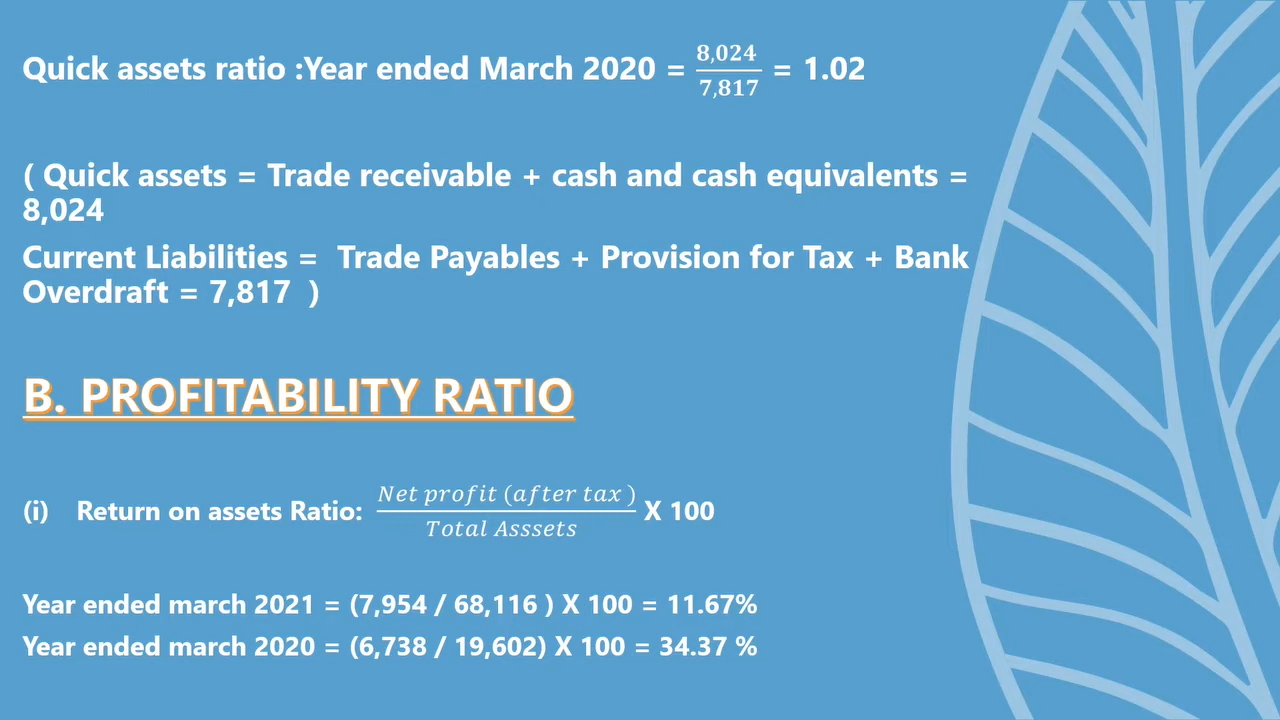 Quick assets ratio :Year ended March 2020 = 8,024 / 7,817 = 1.02
( Quick assets = Trade receivable + cash and cash equivalents =
8,024
Current Liabilities = Trade Payables + Provision for Tax + Bank
Overdraft = 7,817 )
B. PROFITABILITY RATIO
(i) Return on assets Ratio: Net profit (after tax ) / Total Asssets X 100
Year ended march 2021 = (7,954 / 68,116 ) X 100 = 11.67%
Year ended march 2020 = (6,738 / 19,602) X 100 = 34.37 %